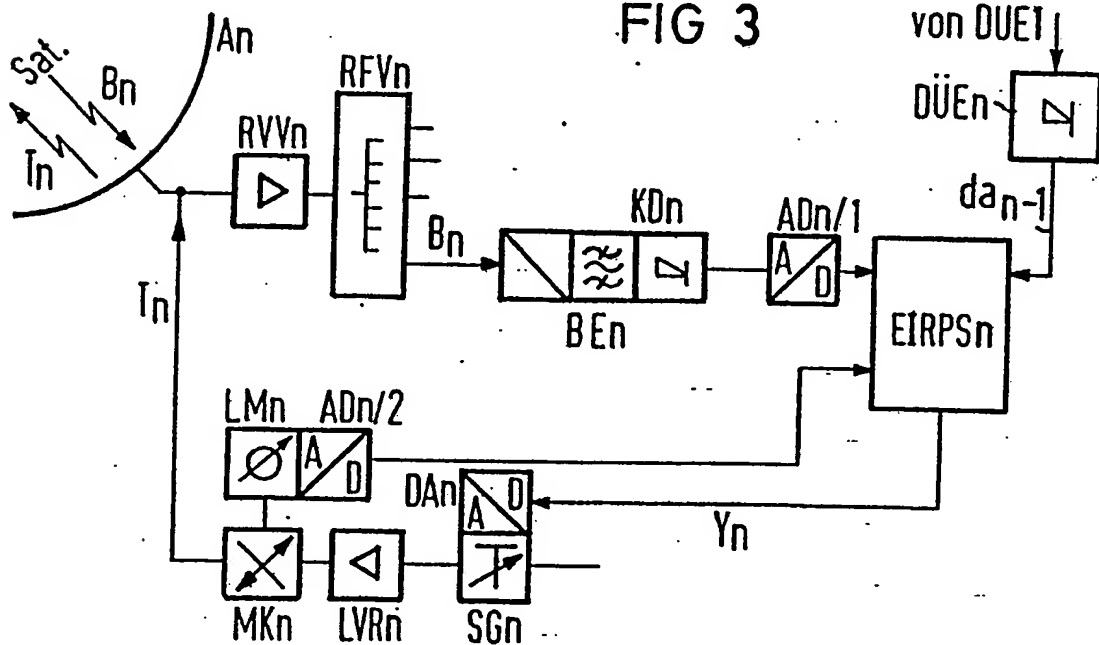 FIG 3
von DUE1
DÜEn
An
Sat.
Bn
Tn
RFVn
RVVn
dan-1
KDn
ADn/1
Bn
A
D
BEn
EIRPSn
Tn
LMn
ADn/2
A
D
DAn
D
A
Yn
MKn
LVRn
SGn